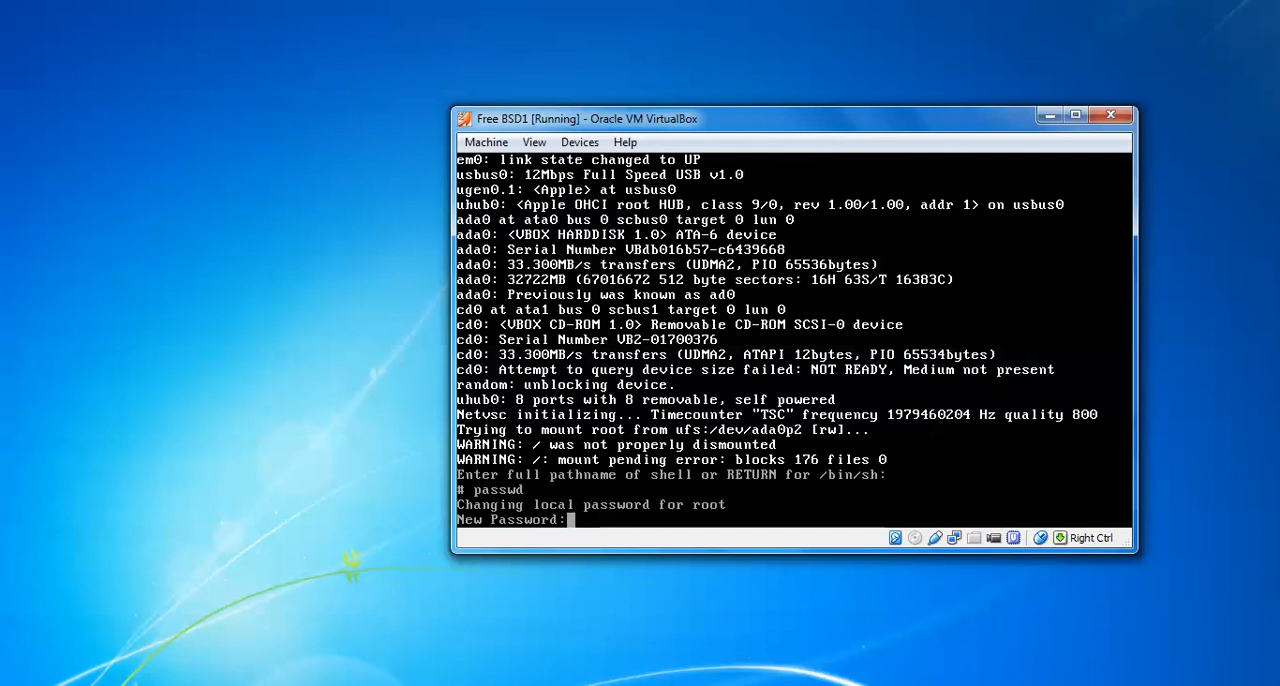 Free BSD1 [Running] - Oracle VM VirtualBox
Machine View Devices Help
em0: link state changed to UP
usbus0: 12Mbps Full Speed USB v1.0
ugen0.1: <Apple> at usbus0
uhub0: <Apple OHCI root HUB, class 9/0, rev 1.00/1.00, addr 1> on usbus0
ada0 at ata0 bus 0 scbus0 target 0 lun 0
ada0: <VBOX HARDDISK 1.0> ATA-6 device
ada0: Serial Number VBdb016b57-c6439668
ada0: 33.300MB/s transfers (UDMA2, PIO 65536bytes)
ada0: 32722MB (67016672 512 byte sectors: 16H 63S/T 16383C)
ada0: Previously was known as ad0
cd0 at ata1 bus 0 scbus1 target 0 lun 0
cd0: <VBOX CD-ROM 1.0> Removable CD-ROM SCSI-0 device
cd0: Serial Number VB2-01700376
cd0: 33.300MB/s transfers (UDMA2, ATAPI 12bytes, PIO 65534bytes)
cd0: Attempt to query device size failed: NOT READY, Medium not present
random: unblocking device.
uhub0: 8 ports with 8 removable, self powered
Netvsc initializing... Timecounter "TSC" frequency 1979460204 Hz quality 800
Trying to mount root from ufs:/dev/ada0p2 [rw]...
WARNING: / was not properly dismounted
WARNING: /: mount pending error: blocks 176 files 0
Enter full pathname of shell or RETURN for /bin/sh:
# passwd
Changing local password for root
New Password:
Right Ctrl